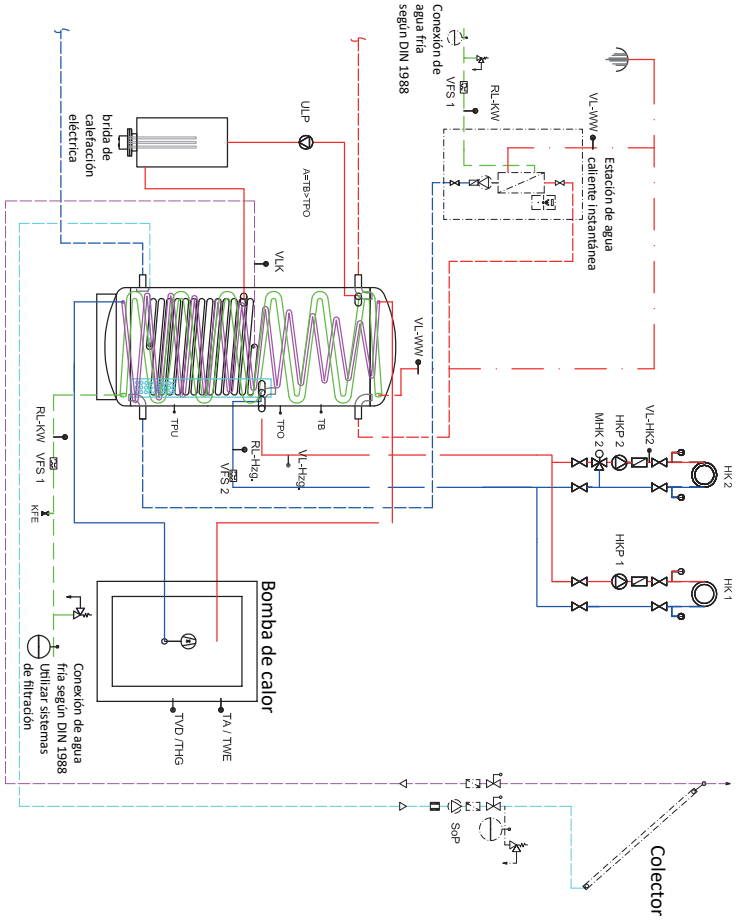 Conexión de
agua fría
según DIN 1988
VFS 1
RL-KW
VL-WW
Estación de agua
caliente instantánea
ULP
A=TB>TPO
brida de
calefacción
eléctrica
VLK
VL-WW
TPU
TPO
TB
RL-KW
VFS 1
KFE
RL-Hzg.
VFS 2
VL-Hzg.
MHK 2
HKP 2
VL-HK2
HK 2
HKP 1
HK 1
Bomba de calor
TVD /THG
TA / TWE
Conexión de agua
fría según DIN 1988
Utilizar sistemas
de filtración
SoP
Colector